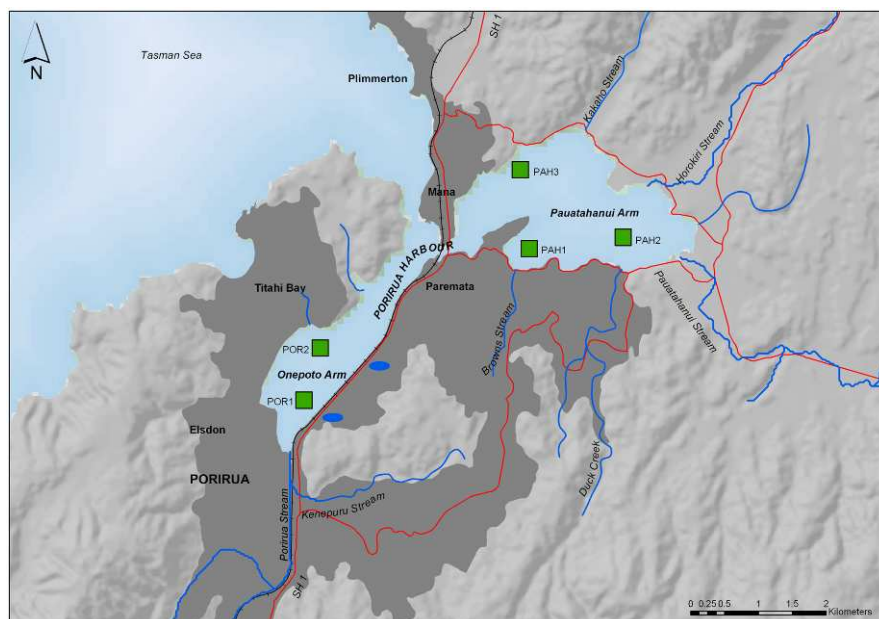 Tasman Sea
N
SH 1
Plimmerton
Kakaho Stream
Horokiri Stream
PAH3
Mana
Pauatahanui Arm
PAH2
PAH1
PORIRUA HARBOUR
Titahi Bay
Paremata
Pauatahanui Stream
Browns Stream
POR2
Onepoto Arm
POR1
Elsdon
PORIRUA
Duck Creek
Porirua Stream
Kenepuru Stream
SH 1
0 0.25 0.5 1 1.5 2
Kilometers